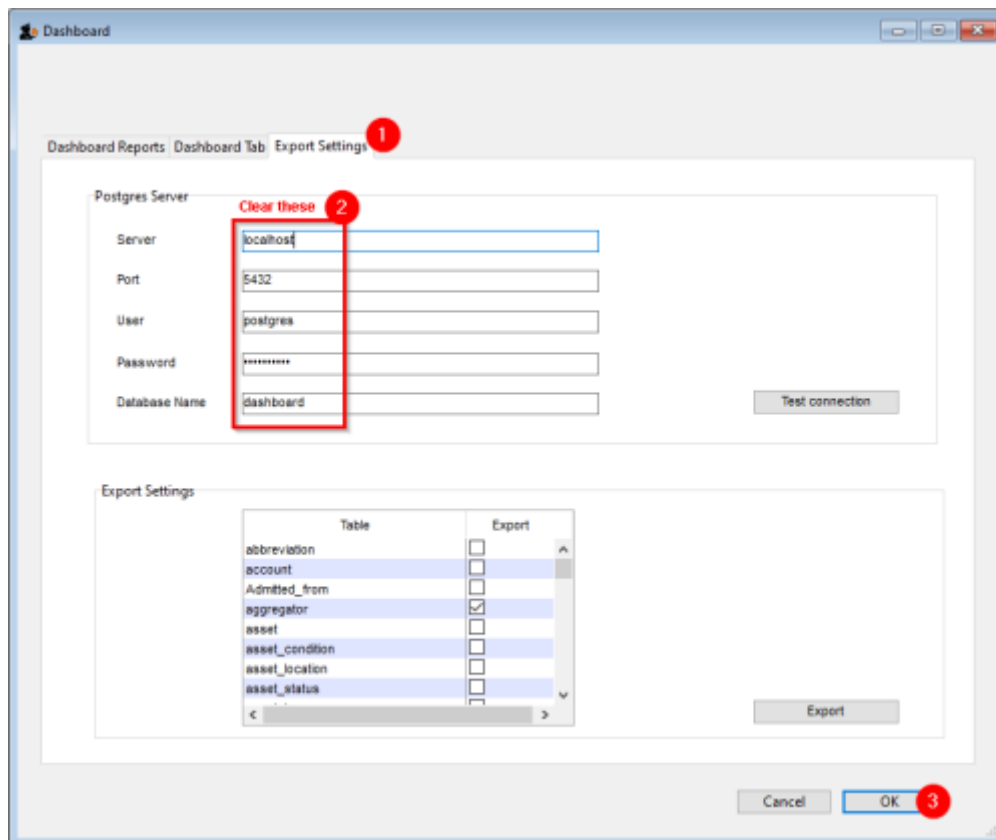 Dashboard
Dashboard Reports Dashboard Tab Export Settings 1
Postgres Server
Clear these 2
Server localhost
Port 5432
User postgres
Password ••••••••••
Database Name dashboard Test connection
Export Settings
Table Export
abbreviation
account
Admitted_from
aggregator
asset
asset_condition
asset_location
asset_status
Export
Cancel OK 3